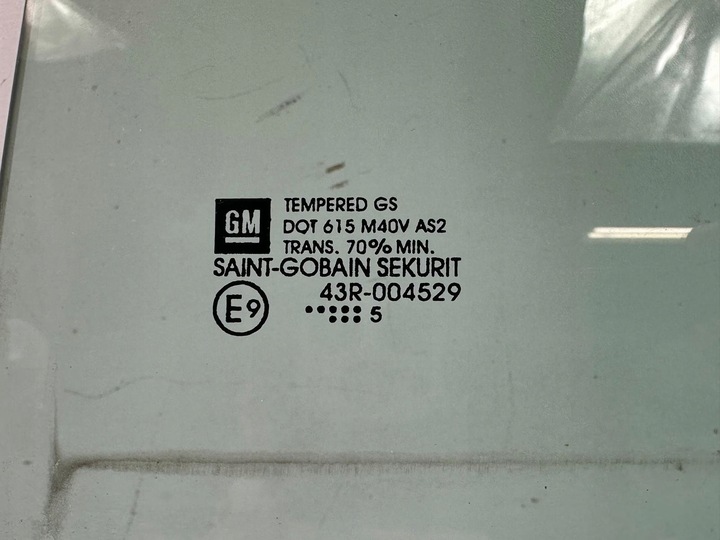 GM
TEMPERED GS
DOT 615 M40V AS2
TRANS. 70% MIN.
SAINT-GOBAIN SEKURIT
E9
43R-004529
5